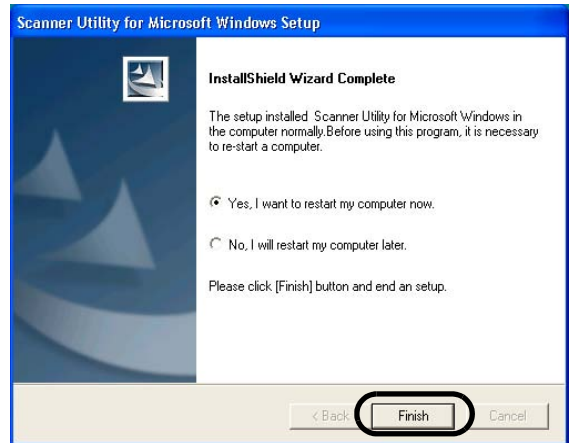 Scanner Utility for Microsoft Windows Setup
InstallShield Wizard Complete
The setup installed Scanner Utility for Microsoft Windows in
the computer normally.Before using this program, it is necessary
to re-start a computer.
Yes, I want to restart my computer now.
No, I will restart my computer later.
Please click [Finish] button and end an setup.
< Back Finish Cancel